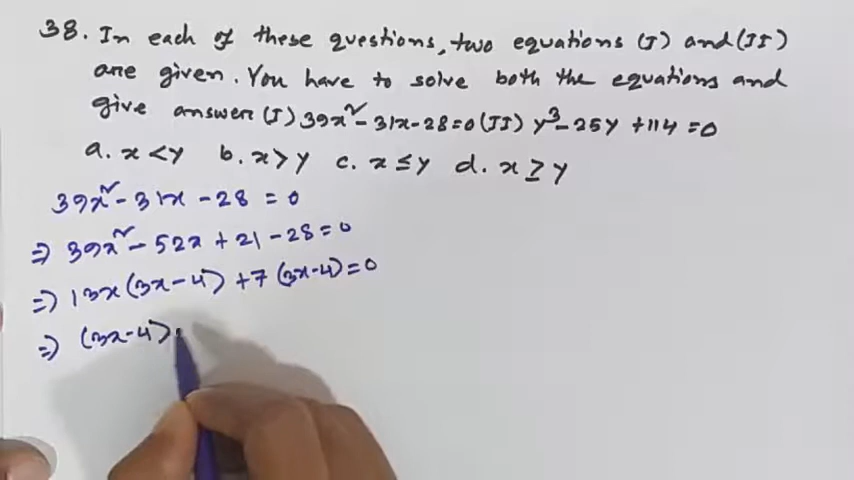 38. In each of these questions, two equations (I) and (II)
are given. You have to solve both the equations and
give answer (I) 39x² - 31x - 28 = 0 (II) y³ - 25y + 114 = 0
a. x < y b. x > y c. x ≤ y d. x ≥ y
39x² - 31x - 28 = 0
⇒ 39x² - 52x + 21 - 28 = 0
⇒ 13x (3x - 4) + 7 (3x - 4) = 0
⇒ (3x - 4)